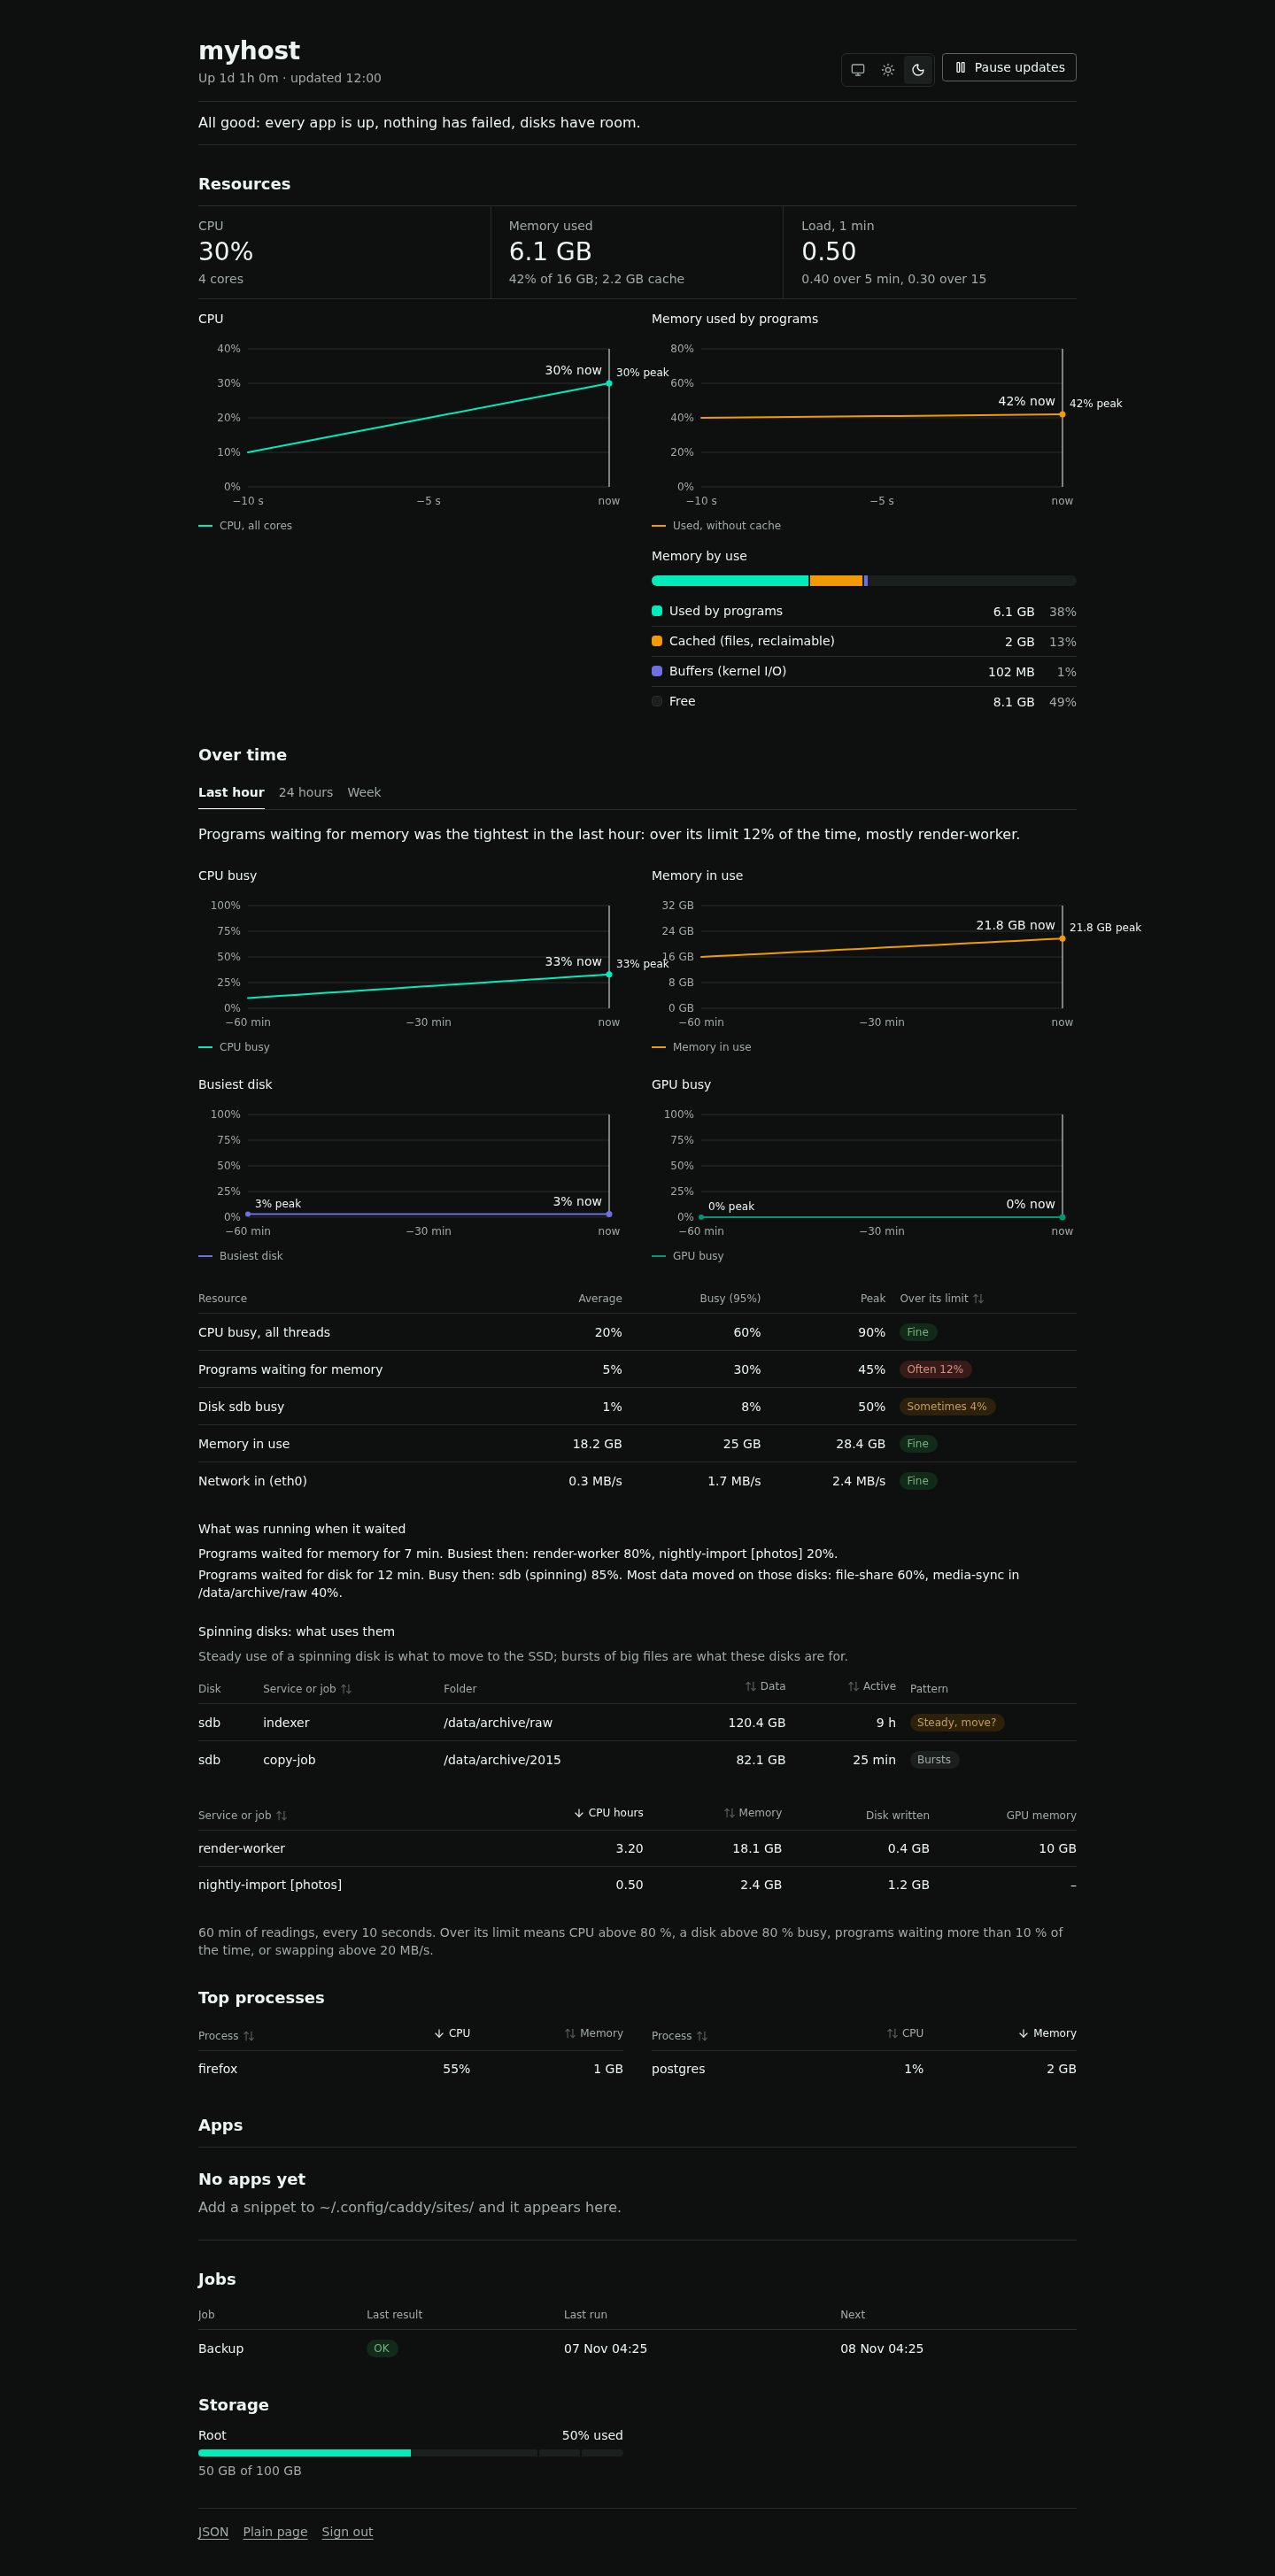 myhost
Up 1d 1h 0m · updated 12:00
Pause updates
All good: every app is up, nothing has failed, disks have room.
Resources
CPU
30%
4 cores
Memory used
6.1 GB
42% of 16 GB; 2.2 GB cache
Load, 1 min
0.50
0.40 over 5 min, 0.30 over 15
CPU
40%
30%
20%
10%
0%
30% now
30% peak
−10 s
−5 s
now
CPU, all cores
Memory used by programs
80%
60%
40%
20%
0%
42% now
42% peak
−10 s
−5 s
now
Used, without cache
Memory by use
Used by programs 6.1 GB 38%
Cached (files, reclaimable) 2 GB 13%
Buffers (kernel I/O) 102 MB 1%
Free 8.1 GB 49%
Over time
Last hour 24 hours Week
Programs waiting for memory was the tightest in the last hour: over its limit 12% of the time, mostly render-worker.
CPU busy
100%
75%
50%
25%
0%
33% now
33% peak
−60 min
−30 min
now
CPU busy
Memory in use
32 GB
24 GB
16 GB
8 GB
0 GB
21.8 GB now
21.8 GB peak
−60 min
−30 min
now
Memory in use
Busiest disk
100%
75%
50%
25%
0%
3% peak
3% now
−60 min
−30 min
now
Busiest disk
GPU busy
100%
75%
50%
25%
0%
0% peak
0% now
−60 min
−30 min
now
GPU busy
Resource Average Busy (95%) Peak Over its limit
CPU busy, all threads 20% 60% 90% Fine
Programs waiting for memory 5% 30% 45% Often 12%
Disk sdb busy 1% 8% 50% Sometimes 4%
Memory in use 18.2 GB 25 GB 28.4 GB Fine
Network in (eth0) 0.3 MB/s 1.7 MB/s 2.4 MB/s Fine
What was running when it waited
Programs waited for memory for 7 min. Busiest then: render-worker 80%, nightly-import [photos] 20%.
Programs waited for disk for 12 min. Busy then: sdb (spinning) 85%. Most data moved on those disks: file-share 60%, media-sync in
/data/archive/raw 40%.
Spinning disks: what uses them
Steady use of a spinning disk is what to move to the SSD; bursts of big files are what these disks are for.
Disk Service or job Folder Data Active Pattern
sdb indexer /data/archive/raw 120.4 GB 9 h Steady, move?
sdb copy-job /data/archive/2015 82.1 GB 25 min Bursts
Service or job CPU hours Memory Disk written GPU memory
render-worker 3.20 18.1 GB 0.4 GB 10 GB
nightly-import [photos] 0.50 2.4 GB 1.2 GB –
60 min of readings, every 10 seconds. Over its limit means CPU above 80 %, a disk above 80 % busy, programs waiting more than 10 % of
the time, or swapping above 20 MB/s.
Top processes
Process CPU Memory
firefox 55% 1 GB
Process CPU Memory
postgres 1% 2 GB
Apps
No apps yet
Add a snippet to ~/.config/caddy/sites/ and it appears here.
Jobs
Job Last result Last run Next
Backup OK 07 Nov 04:25 08 Nov 04:25
Storage
Root 50% used
50 GB of 100 GB
JSON Plain page Sign out